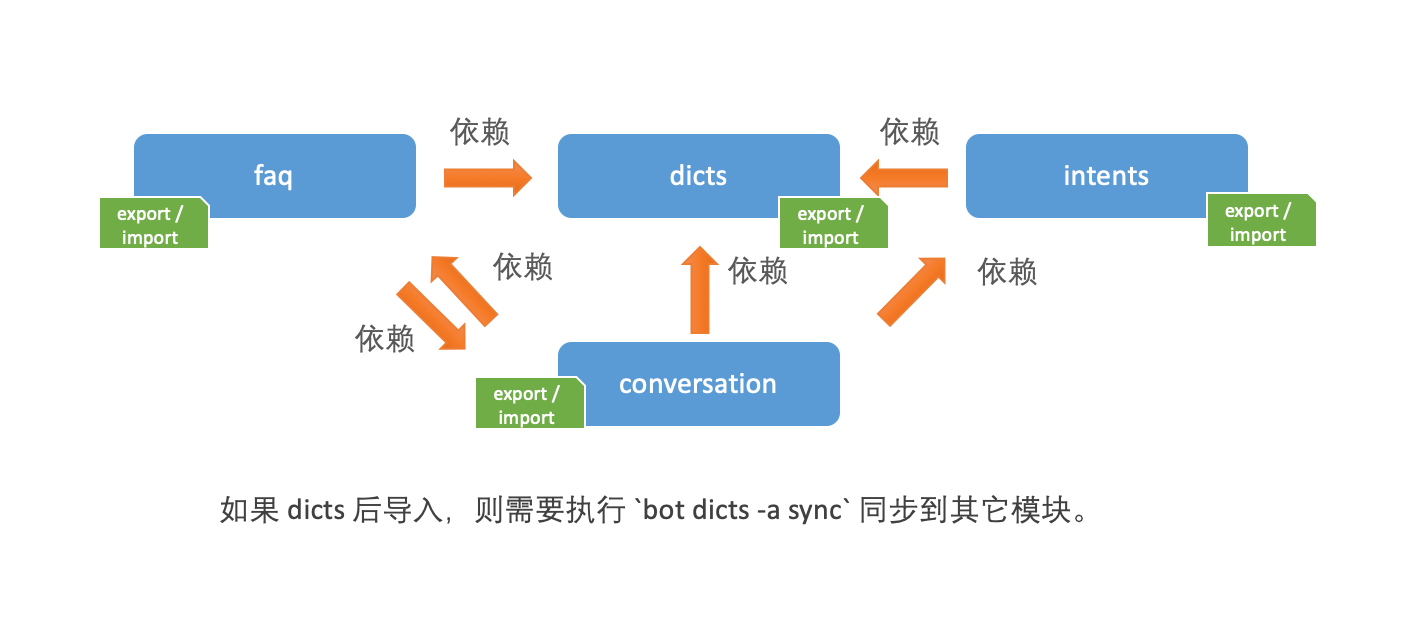 依赖
依赖
faq
dicts
intents
export /
import
export /
import
export /
import
依赖
依赖
依赖
依赖
conversation
export /
import
如果 dicts 后导入，则需要执行 `bot dicts -a sync` 同步到其它模块。